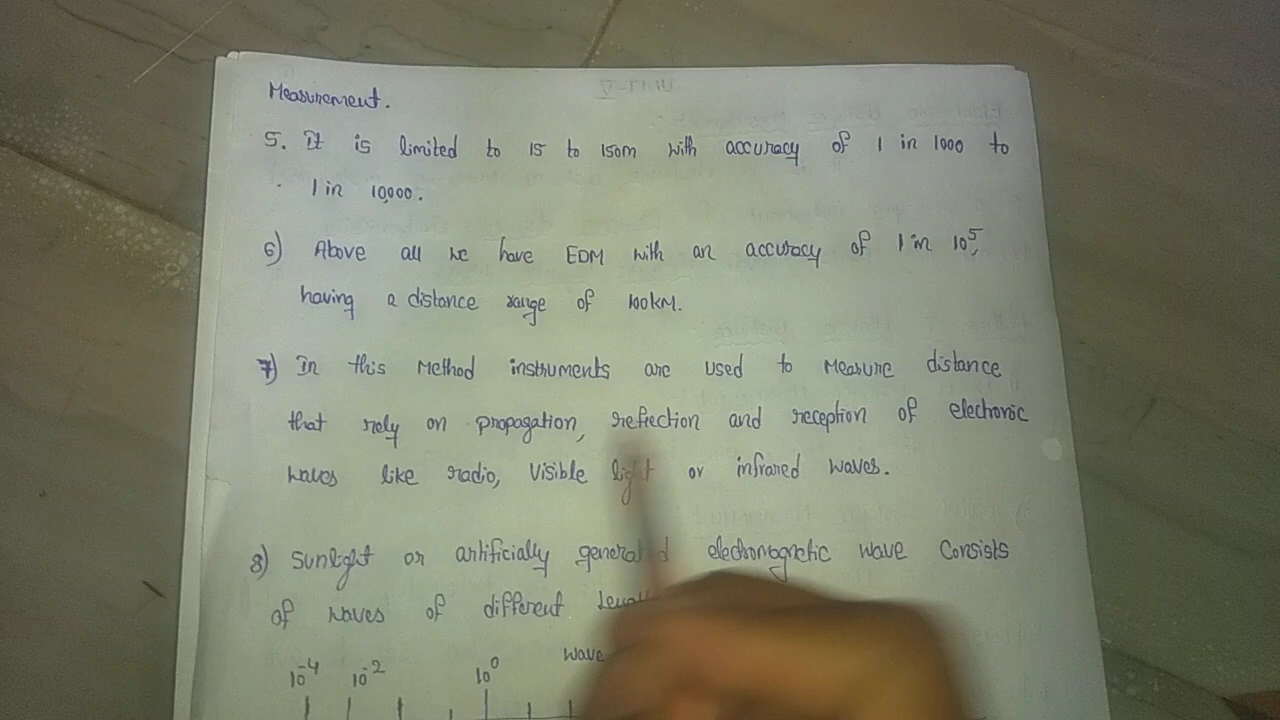 Measurement.
5. It is limited to 15 to 150m with accuracy of 1 in 1000 to
1 in 10,000.
6) Above all we have EDM with an accuracy of 1 in 10⁵,
having a distance range of 100KM.
7) In this Method instruments are used to Measure distance
that rely on propagation, reflection and reception of electronic
waves like radio, visible light or infrared waves.
8) Sunlight or artificially generated electromagnetic wave consists
of waves of different
wave
10⁻⁴ 10⁻² 10⁰